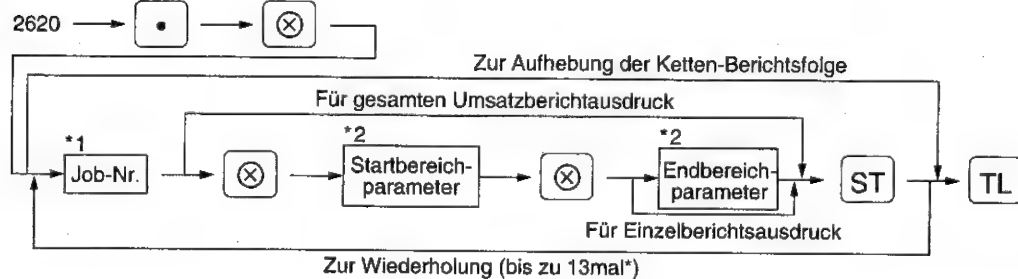 2620 • ⊗
Zur Aufhebung der Ketten-Berichtsfolge
Für gesamten Umsatzberichtausdruck
*1 *2 *2
Job-Nr. ⊗ Startbereich- ⊗ Endbereich- ST TL
parameter parameter
Für Einzelberichtsausdruck
Zur Wiederholung (bis zu 13mal*)